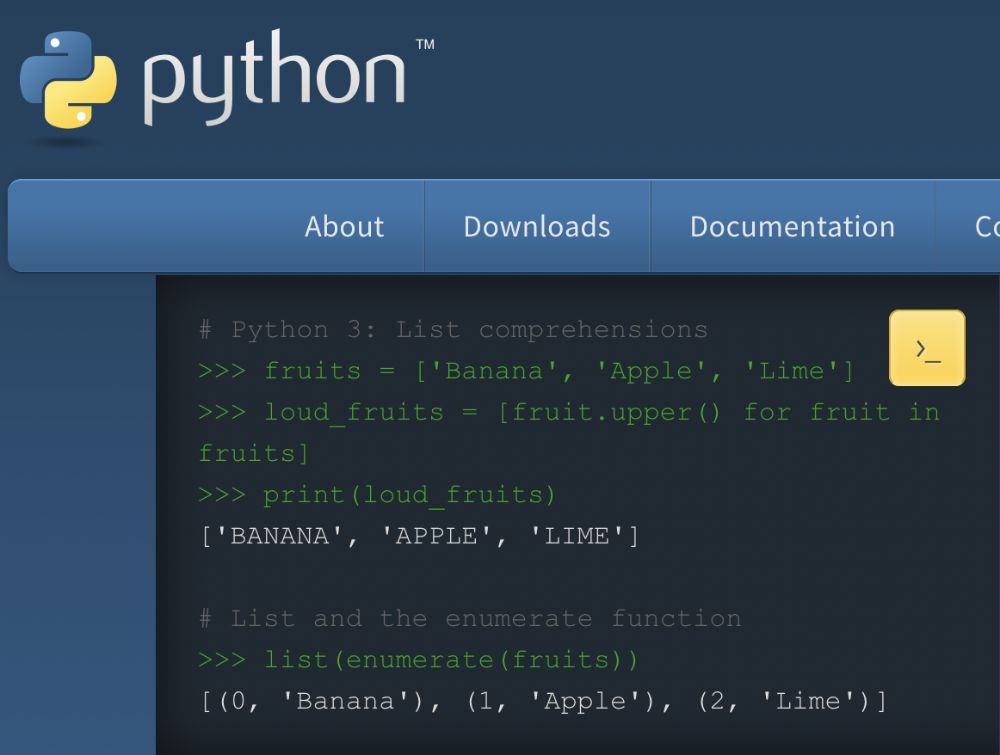 python™
About Downloads Documentation
# Python 3: List comprehensions
>>> fruits = ['Banana', 'Apple', 'Lime']
>_
>>> loud_fruits = [fruit.upper() for fruit in
fruits]
>>> print(loud_fruits)
['BANANA', 'APPLE', 'LIME']
# List and the enumerate function
>>> list(enumerate(fruits))
[(0, 'Banana'), (1, 'Apple'), (2, 'Lime')]